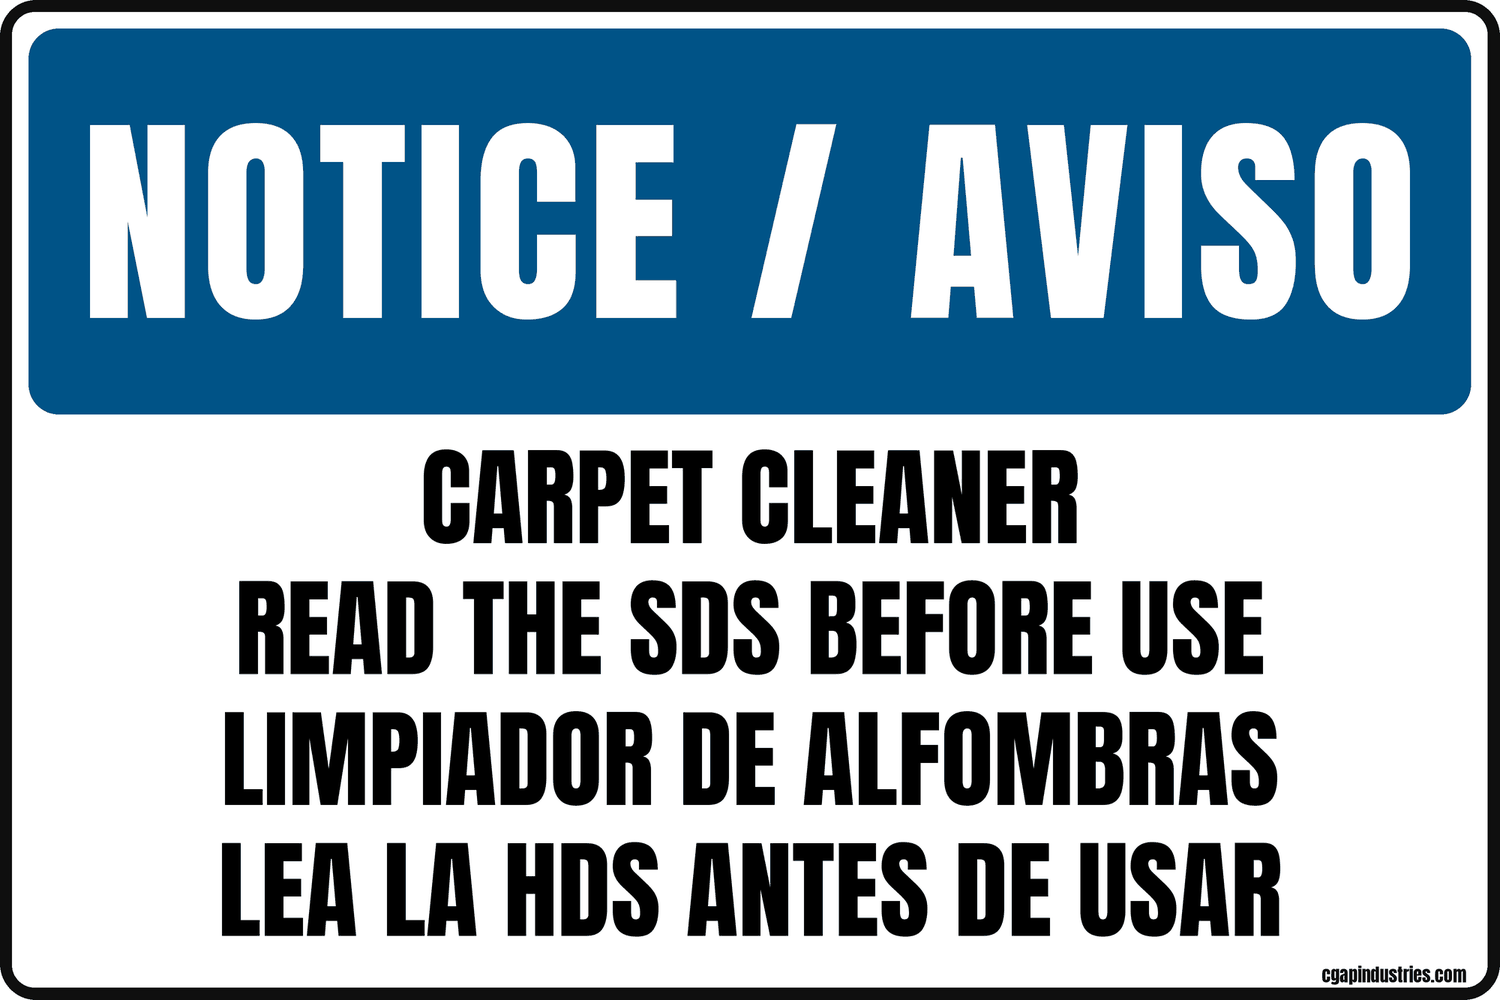 NOTICE / AVISO
CARPET CLEANER
READ THE SDS BEFORE USE
LIMPIADOR DE ALFOMBRAS
LEA LA HDS ANTES DE USAR
cgapindustries.com